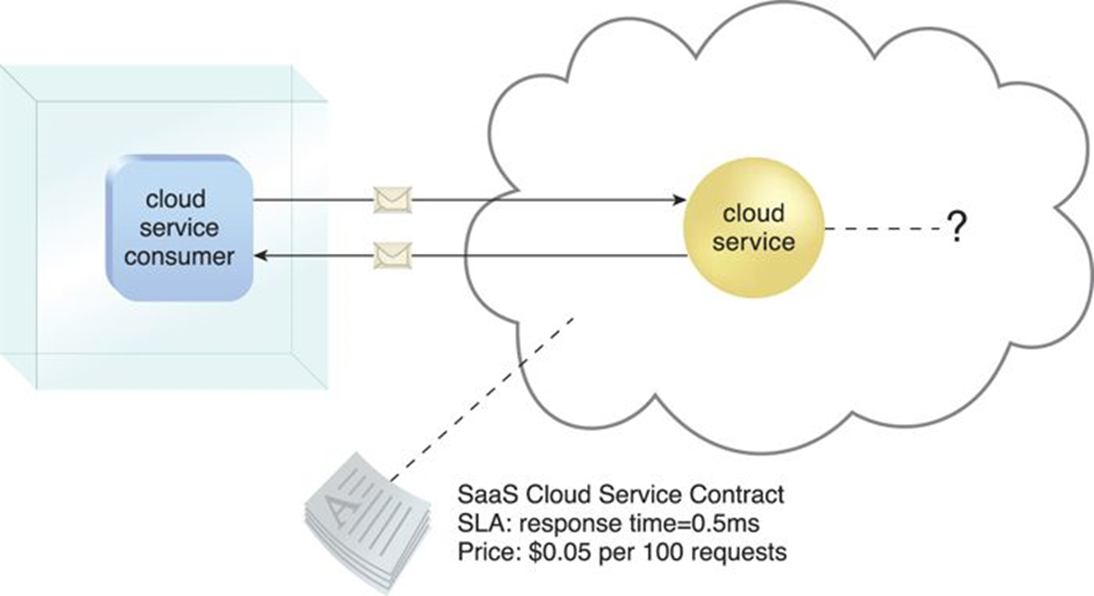 cloud
service
consumer
cloud
service
?
A
SaaS Cloud Service Contract
SLA: response time=0.5ms
Price: $0.05 per 100 requests